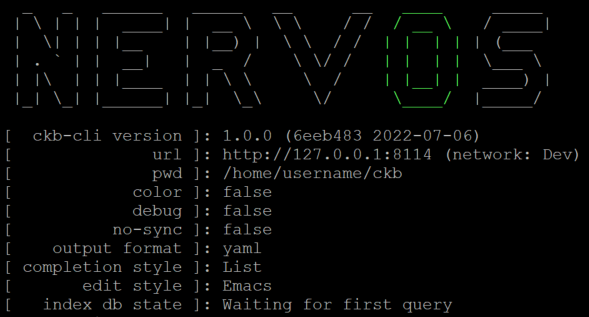 NERVOS
[  ckb-cli version ]: 1.0.0 (6eeb483 2022-07-06)
[              url ]: http://127.0.0.1:8114 (network: Dev)
[              pwd ]: /home/username/ckb
[            color ]: false
[            debug ]: false
[          no-sync ]: false
[    output format ]: yaml
[ completion style ]: List
[       edit style ]: Emacs
[   index db state ]: Waiting for first query